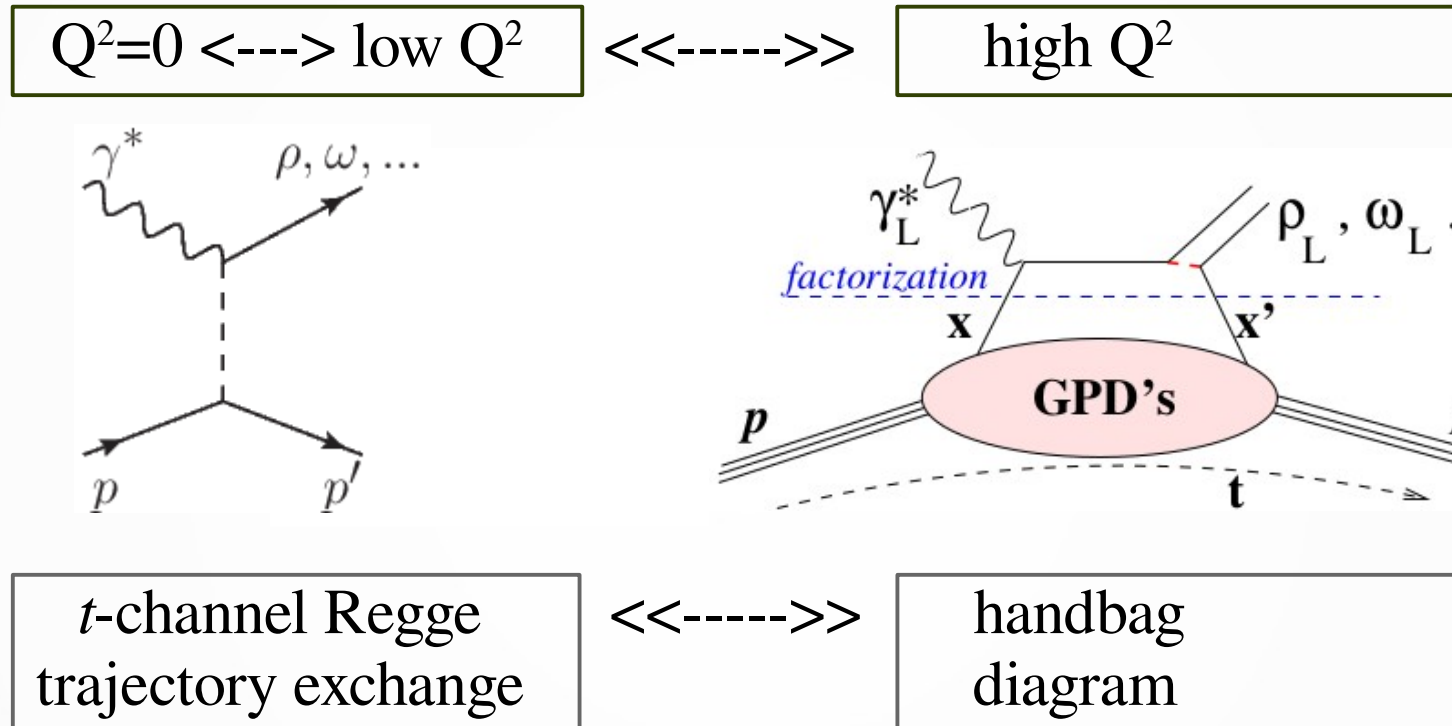 Q²=0 <---> low Q² <<----->> high Q²
γ* ρ, ω, ...
γ*L ρL , ωL
factorization
x x’
GPD’s
p
t
p p′
t-channel Regge <<----->> handbag
trajectory exchange diagram